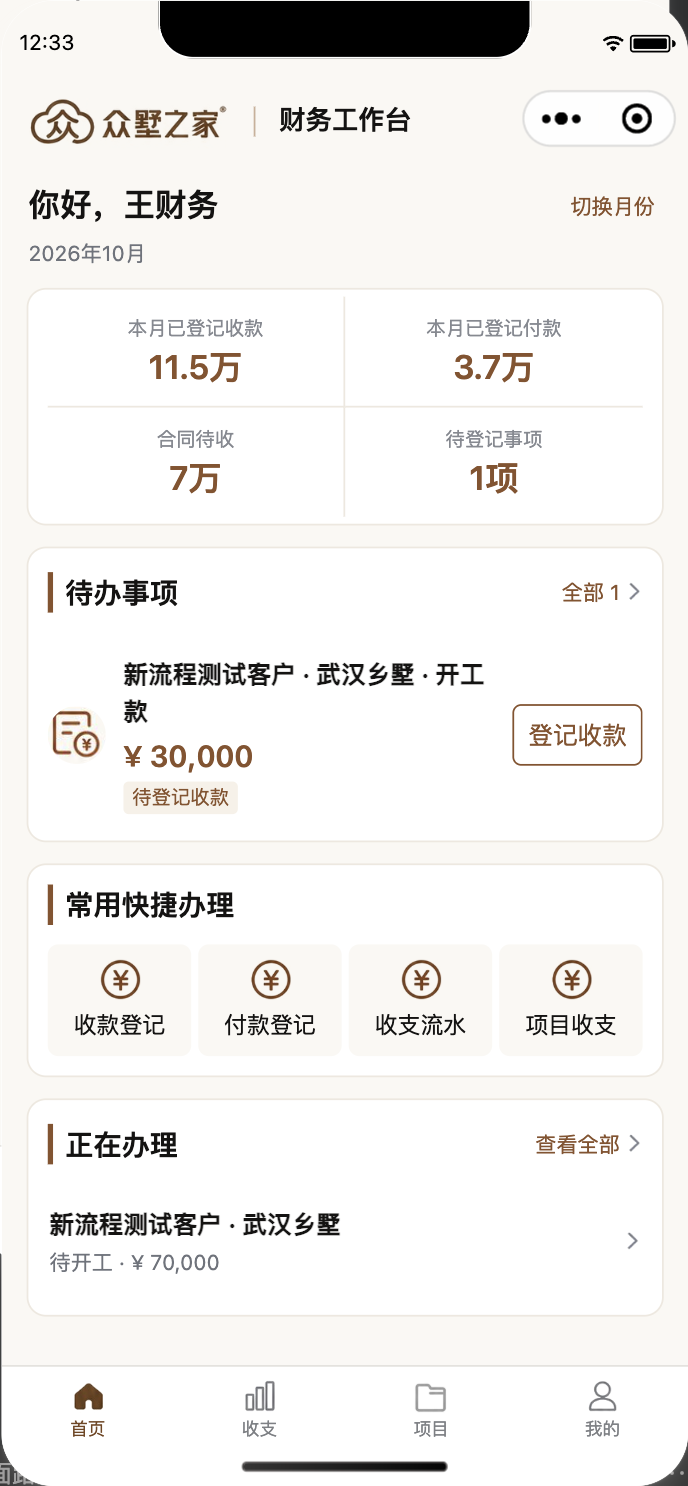 12:33
众墅之家® | 财务工作台
你好，王财务
切换月份
2026年10月
本月已登记收款
11.5万
本月已登记付款
3.7万
合同待收
7万
待登记事项
1项
待办事项
全部 1
新流程测试客户 · 武汉乡墅 · 开工
款
¥ 30,000
待登记收款
登记收款
常用快捷办理
收款登记
付款登记
收支流水
项目收支
正在办理
查看全部
新流程测试客户 · 武汉乡墅
待开工 · ¥ 70,000
首页
收支
项目
我的